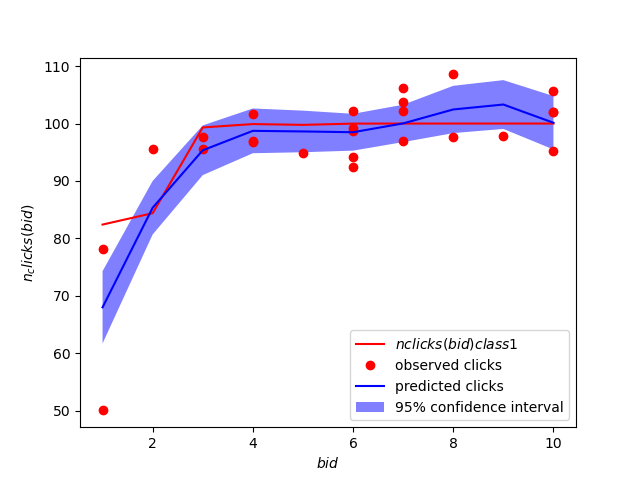 110
100
90
80
70
60
50
n_clicks(bid)
nclicks(bid)class1
observed clicks
predicted clicks
95% confidence interval
2
4
6
8
10
bid